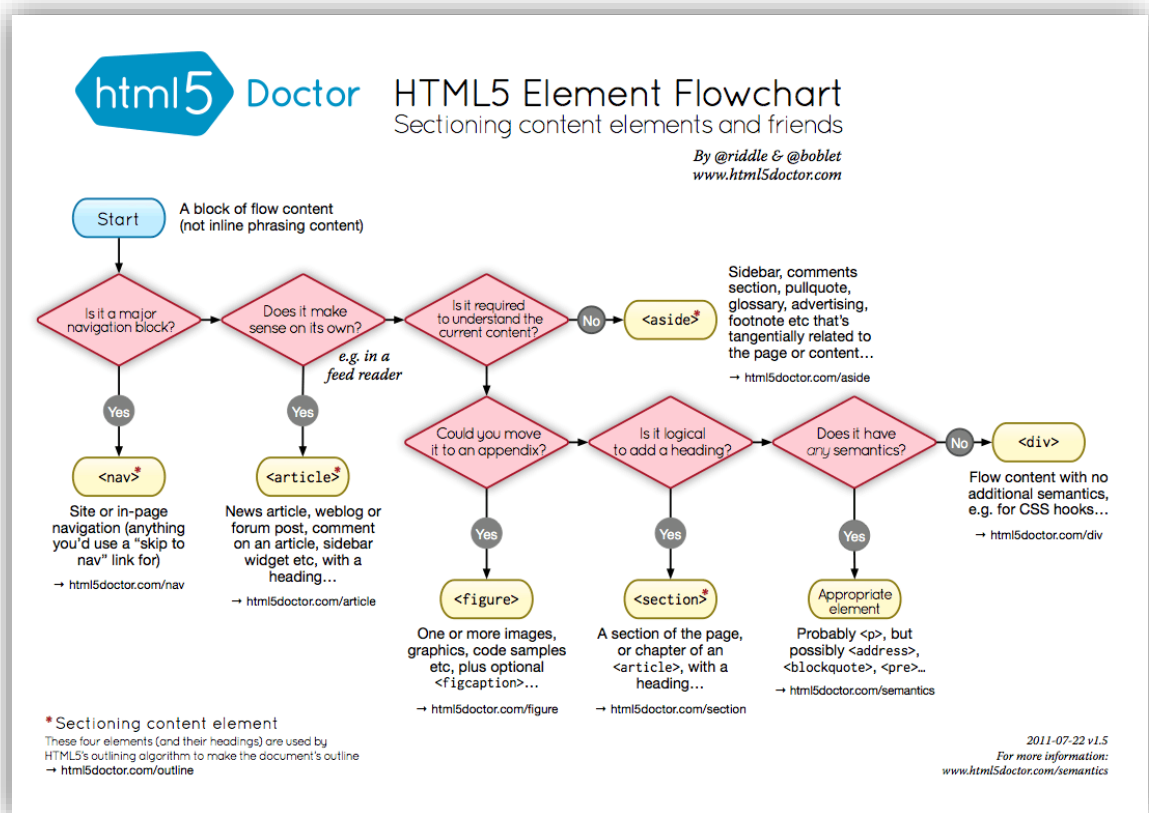 html5 Doctor
HTML5 Element Flowchart
Sectioning content elements and friends
By @riddle & @boblet
www.html5doctor.com
Start
A block of flow content
(not inline phrasing content)
Is it a major
navigation block?
Does it make
sense on its own?
e.g. in a
feed reader
Is it required
to understand the
current content?
No
<aside>*
Sidebar, comments
section, pullquote,
glossary, advertising,
footnote etc that's
tangentially related to
the page or content…
→ html5doctor.com/aside
Yes
<nav>*
Site or in-page
navigation (anything
you'd use a “skip to
nav” link for)
→ html5doctor.com/nav
Yes
<article>*
News article, weblog or
forum post, comment
on an article, sidebar
widget etc, with a
heading…
→ html5doctor.com/article
Could you move
it to an appendix?
Is it logical
to add a heading?
Does it have
any semantics?
No
<div>
Flow content with no
additional semantics,
e.g. for CSS hooks…
→ html5doctor.com/div
Yes
<figure>
One or more images,
graphics, code samples
etc, plus optional
<figcaption>…
→ html5doctor.com/figure
Yes
<section>*
A section of the page,
or chapter of an
<article>, with a
heading…
→ html5doctor.com/section
Yes
Appropriate
element
Probably <p>, but
possibly <address>,
<blockquote>, <pre>…
→ html5doctor.com/semantics
* Sectioning content element
These four elements (and their headings) are used by
HTML5's outlining algorithm to make the document's outline
→ html5doctor.com/outline
2011-07-22 v1.5
For more information:
www.html5doctor.com/semantics